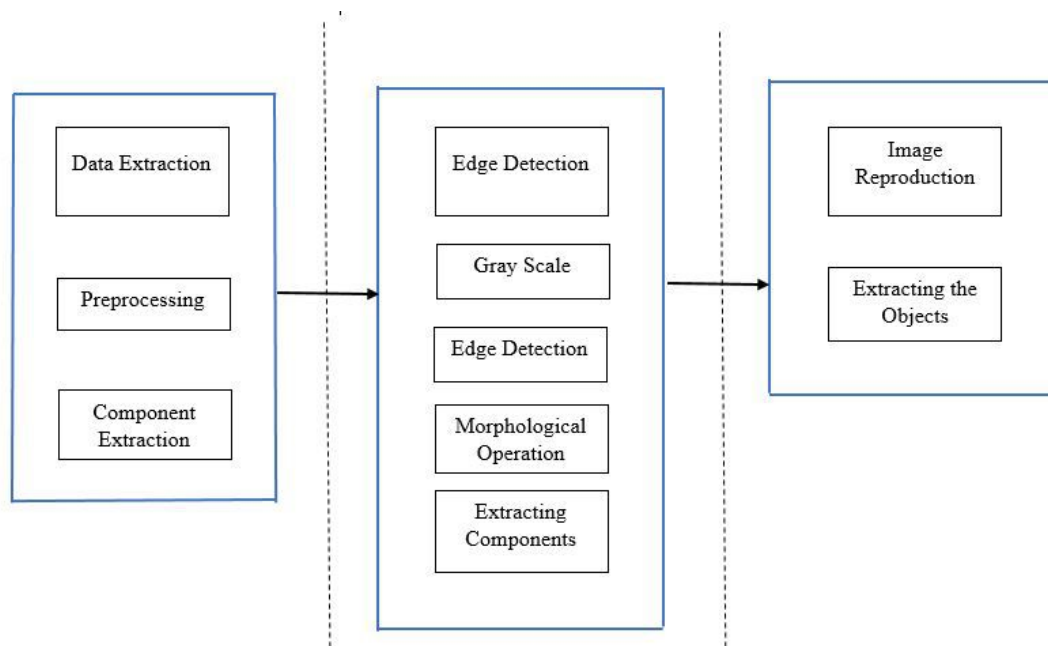 Data Extraction
Preprocessing
Component
Extraction
Edge Detection
Gray Scale
Edge Detection
Morphological
Operation
Extracting
Components
Image
Reproduction
Extracting the
Objects